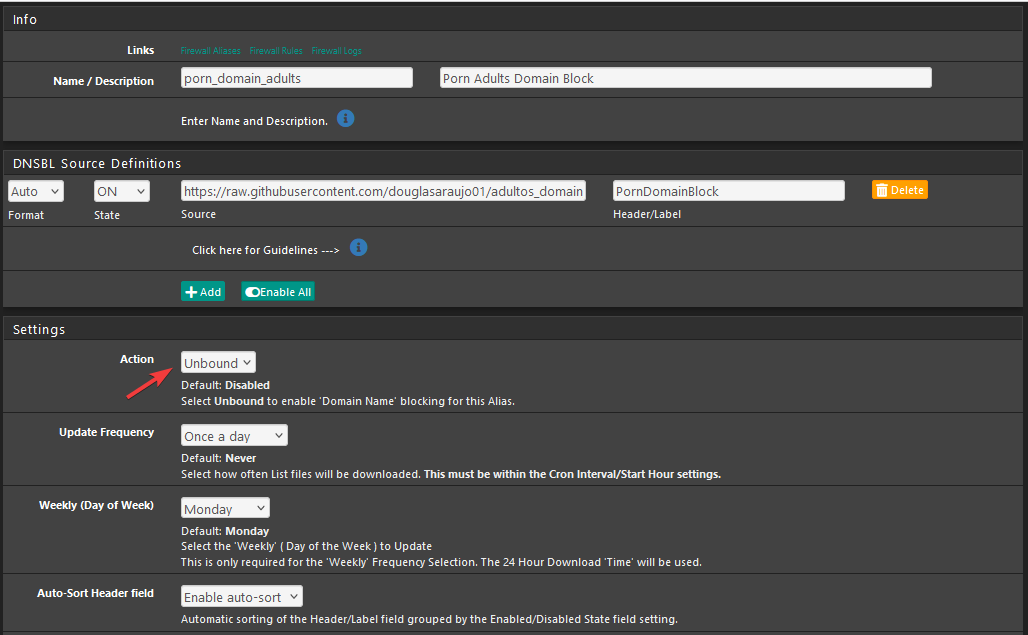 Info
Links Firewall Aliases Firewall Rules Firewall Logs
Name / Description porn_domain_adults Porn Adults Domain Block
Enter Name and Description.
DNSBL Source Definitions
Auto ON https://raw.githubusercontent.com/douglasaraujo01/adultos_domain PornDomainBlock Delete
Format State Source Header/Label
Click here for Guidelines --->
Add Enable All
Settings
Action Unbound
Default: Disabled
Select Unbound to enable 'Domain Name' blocking for this Alias.
Update Frequency Once a day
Default: Never
Select how often List files will be downloaded. This must be within the Cron Interval/Start Hour settings.
Weekly (Day of Week) Monday
Default: Monday
Select the 'Weekly' ( Day of the Week ) to Update
This is only required for the 'Weekly' Frequency Selection. The 24 Hour Download 'Time' will be used.
Auto-Sort Header field Enable auto-sort
Automatic sorting of the Header/Label field grouped by the Enabled/Disabled State field setting.